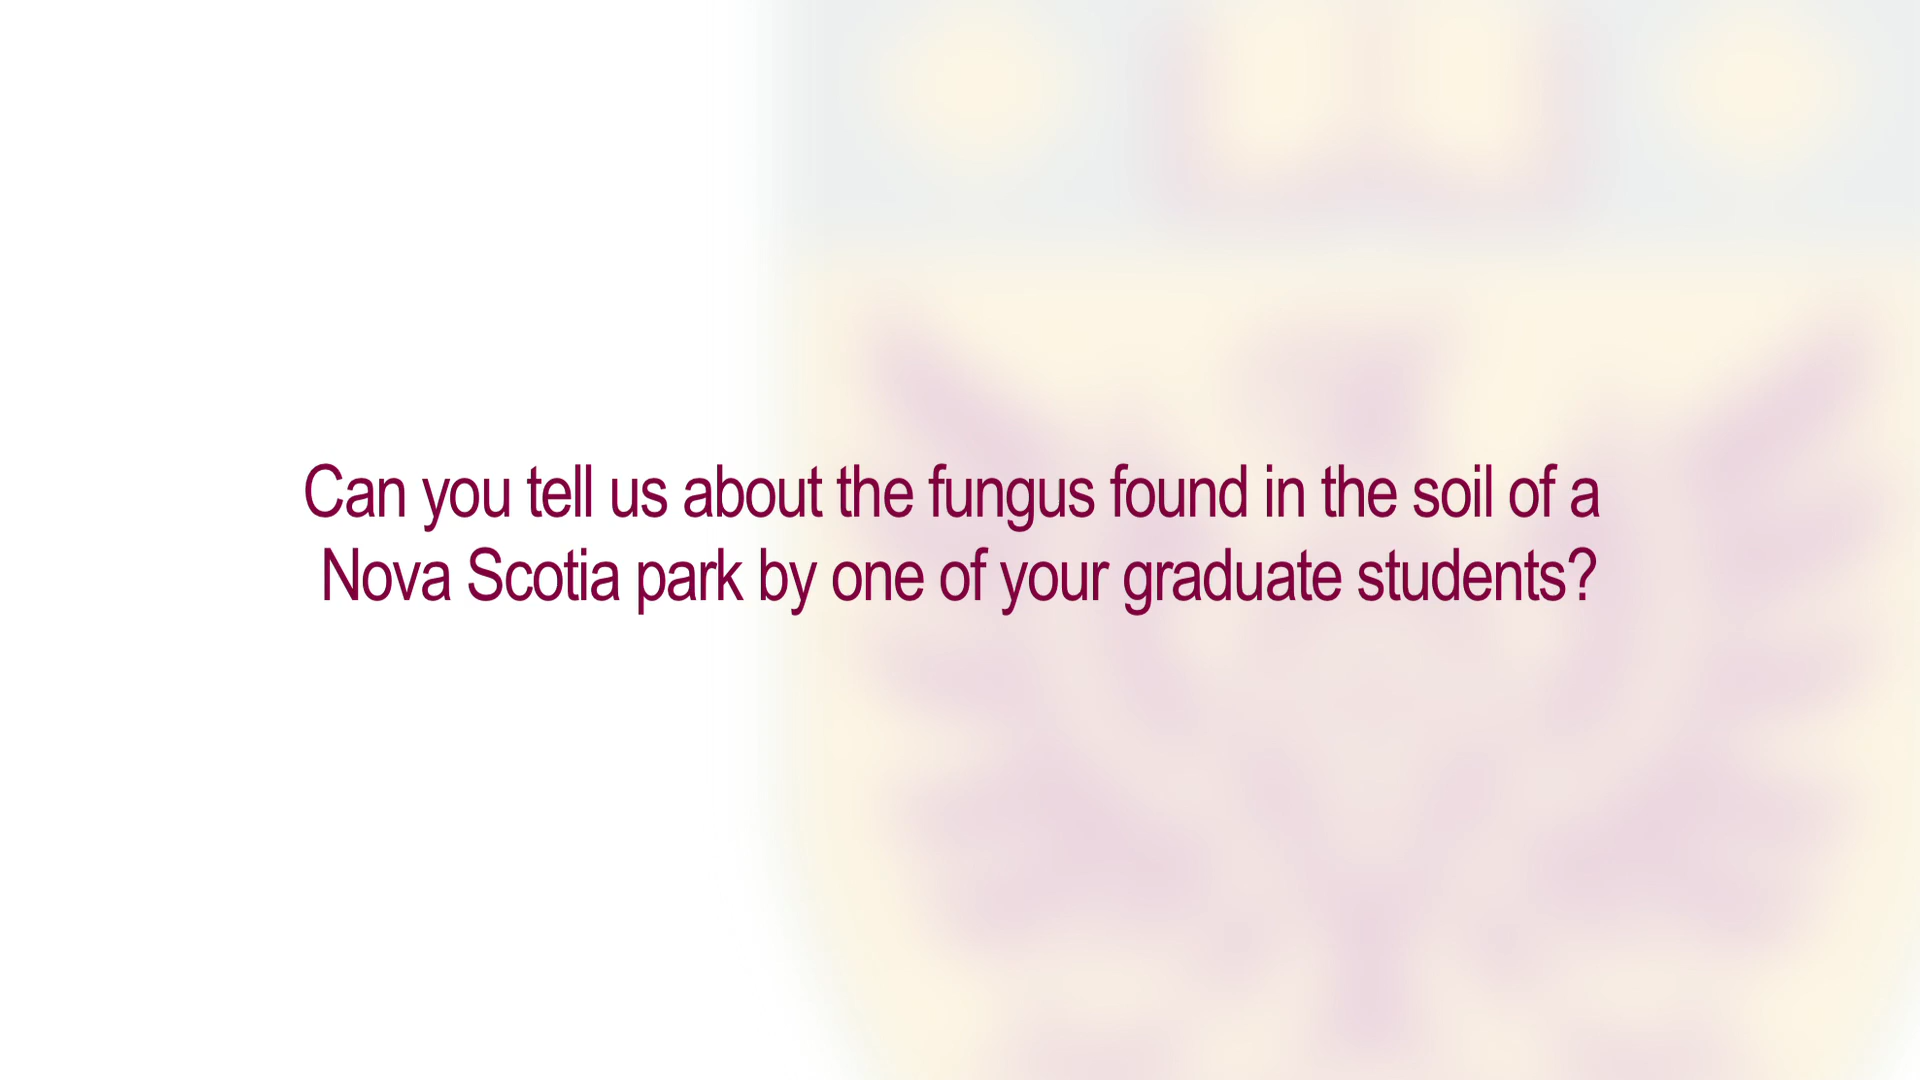 Can you tell us about the fungus found in the soil of a
Nova Scotia park by one of your graduate students?